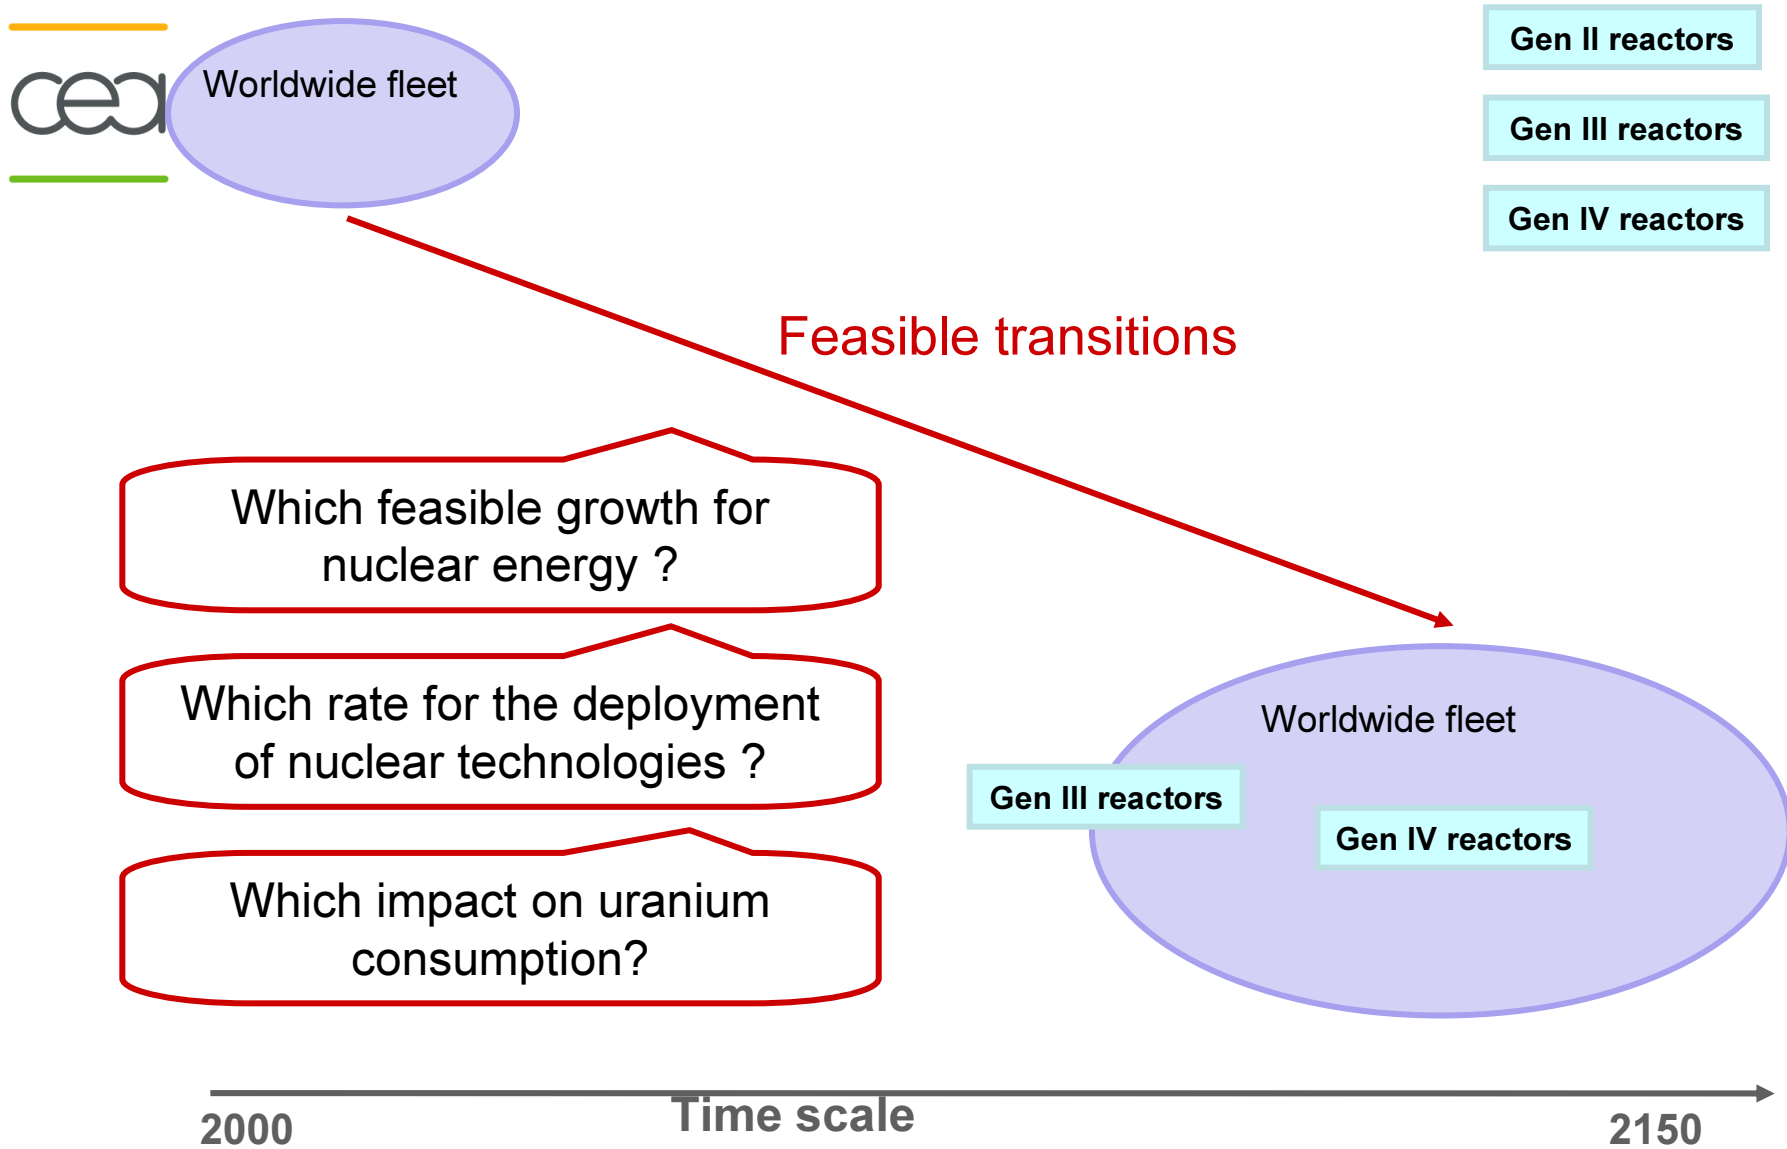 cea
Worldwide fleet
Gen II reactors
Gen III reactors
Gen IV reactors
Feasible transitions
Which feasible growth for
nuclear energy ?
Which rate for the deployment
of nuclear technologies ?
Which impact on uranium
consumption?
Worldwide fleet
Gen III reactors
Gen IV reactors
2000
Time scale
2150